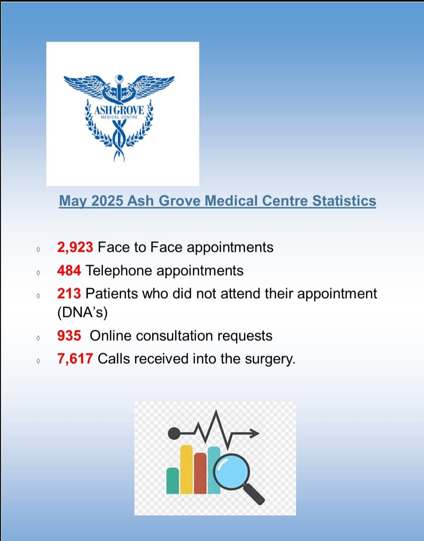 ASH GROVE
MEDICAL CENTRE
May 2025 Ash Grove Medical Centre Statistics
2,923 Face to Face appointments
484 Telephone appointments
213 Patients who did not attend their appointment
(DNA's)
935 Online consultation requests
7,617 Calls received into the surgery.